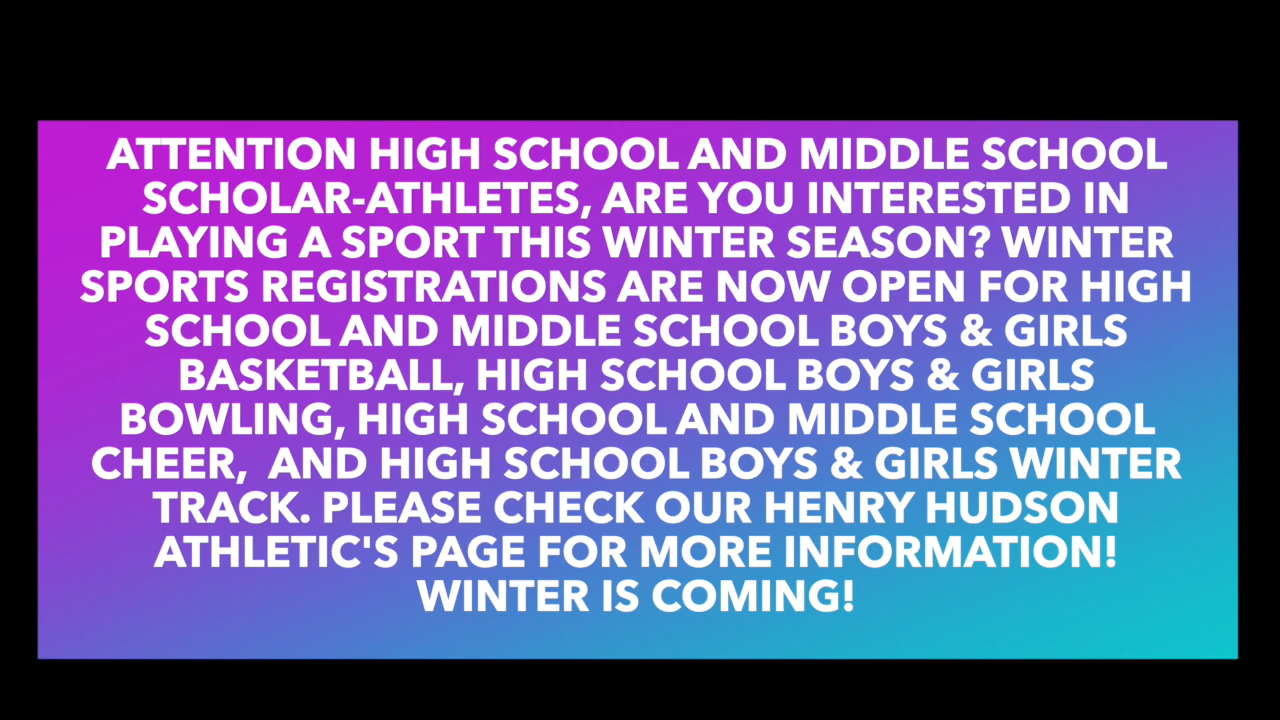 ATTENTION HIGH SCHOOL AND MIDDLE SCHOOL
SCHOLAR-ATHLETES, ARE YOU INTERESTED IN
PLAYING A SPORT THIS WINTER SEASON? WINTER
SPORTS REGISTRATIONS ARE NOW OPEN FOR HIGH
SCHOOL AND MIDDLE SCHOOL BOYS & GIRLS
BASKETBALL, HIGH SCHOOL BOYS & GIRLS
BOWLING, HIGH SCHOOL AND MIDDLE SCHOOL
CHEER,  AND HIGH SCHOOL BOYS & GIRLS WINTER
TRACK. PLEASE CHECK OUR HENRY HUDSON
ATHLETIC'S PAGE FOR MORE INFORMATION!
WINTER IS COMING!